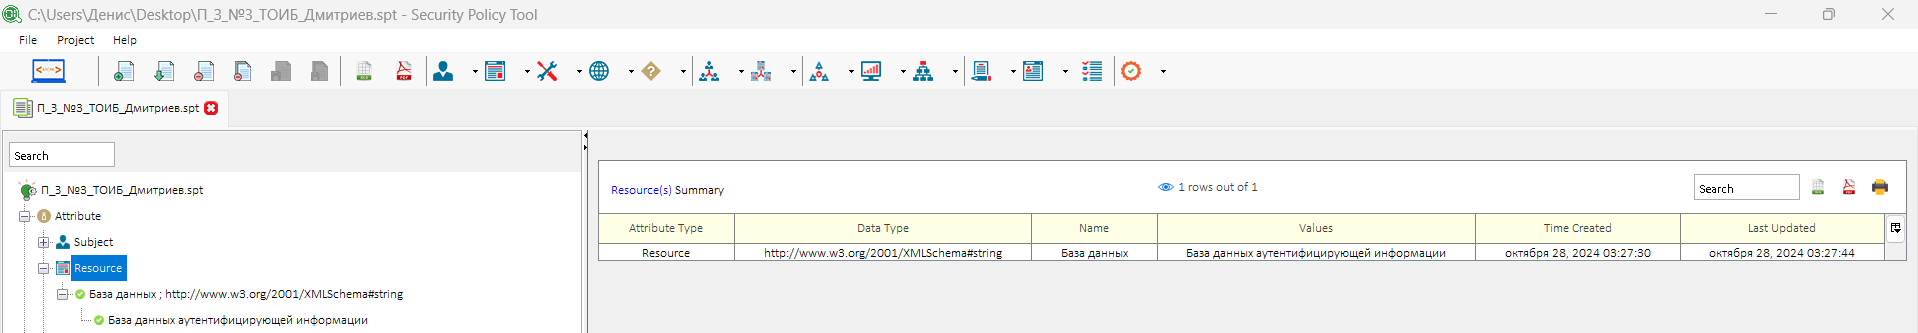 C:\Users\Денис\Desktop\П_З_№3_ТОИБ_Дмитриев.spt - Security Policy Tool
File Project Help
П_З_№3_ТОИБ_Дмитриев.spt
Search
П_З_№3_ТОИБ_Дмитриев.spt
Attribute
Subject
Resource
База данных ; http://www.w3.org/2001/XMLSchema#string
База данных аутентифицирующей информации
Resource(s) Summary
1 rows out of 1
Search
Attribute Type Data Type Name Values Time Created Last Updated
Resource http://www.w3.org/2001/XMLSchema#string База данных База данных аутентифицирующей информации октября 28, 2024 03:27:30 октября 28, 2024 03:27:44